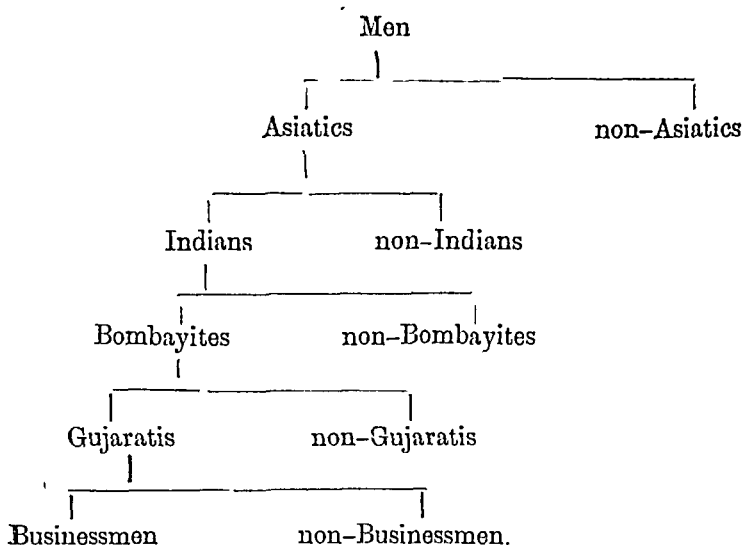 Men
Asiatics non-Asiatics
Indians non-Indians
Bombayites non-Bombayites
Gujaratis non-Gujaratis
Businessmen non-Businessmen.